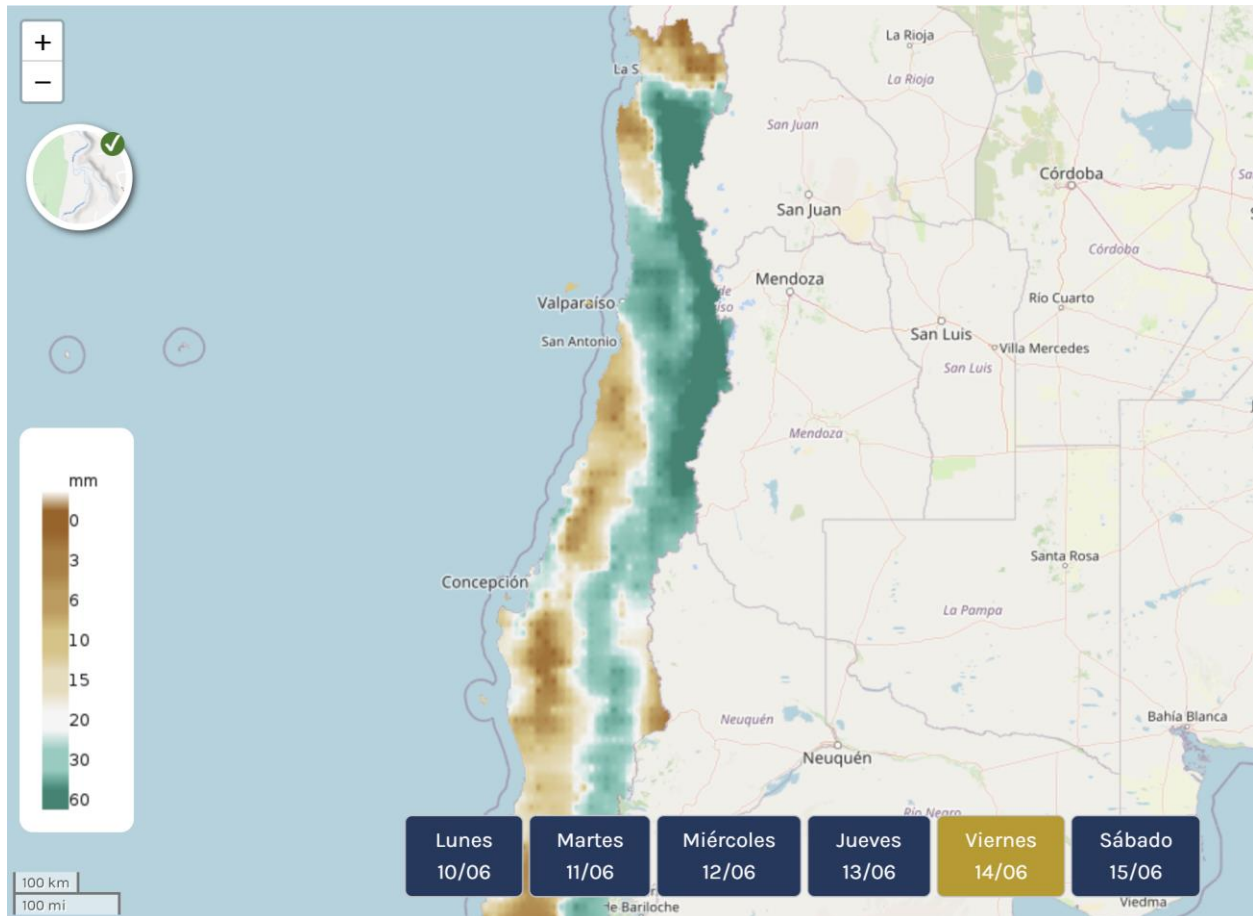 +
−
La Rioja
La Rioja
La S
San Juan
Córdoba
San Juan
Córdoba
Mendoza
Río Cuarto
Valparaíso
San Luis
San Antonio
Villa Mercedes
San Luis
Mendoza
mm
0
3
6
10
15
20
30
60
Santa Rosa
Concepción
La Pampa
Neuquén
Bahía Blanca
Neuquén
Río Negro
Lunes
10/06
Martes
11/06
Miércoles
12/06
Jueves
13/06
Viernes
14/06
Sábado
15/06
100 km
100 mi
de Bariloche
Viedma